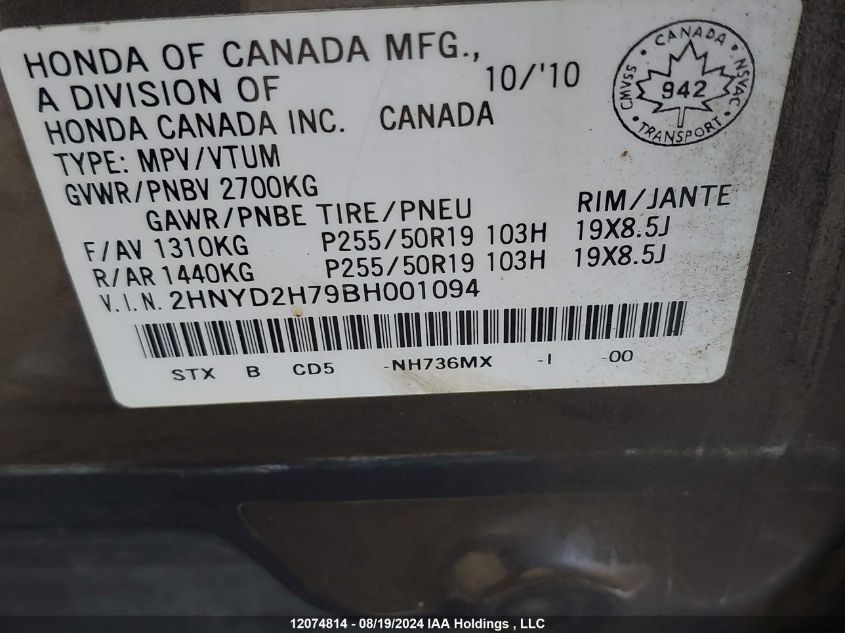 HONDA OF CANADA MFG.,
A DIVISION OF
HONDA CANADA INC. CANADA
10/'10
CANADA
CMVSS
942
NSVAC
TRANSPORT
TYPE: MPV/VTUM
GVWR/PNBV 2700KG
GAWR/PNBE TIRE/PNEU RIM/JANTE
F/AV 1310KG P255/50R19 103H 19X8.5J
R/AR 1440KG P255/50R19 103H 19X8.5J
V.I.N. 2HNYD2H79BH001094
STX B CD5 -NH736MX -I -00
12074814 - 08/19/2024 IAA Holdings , LLC